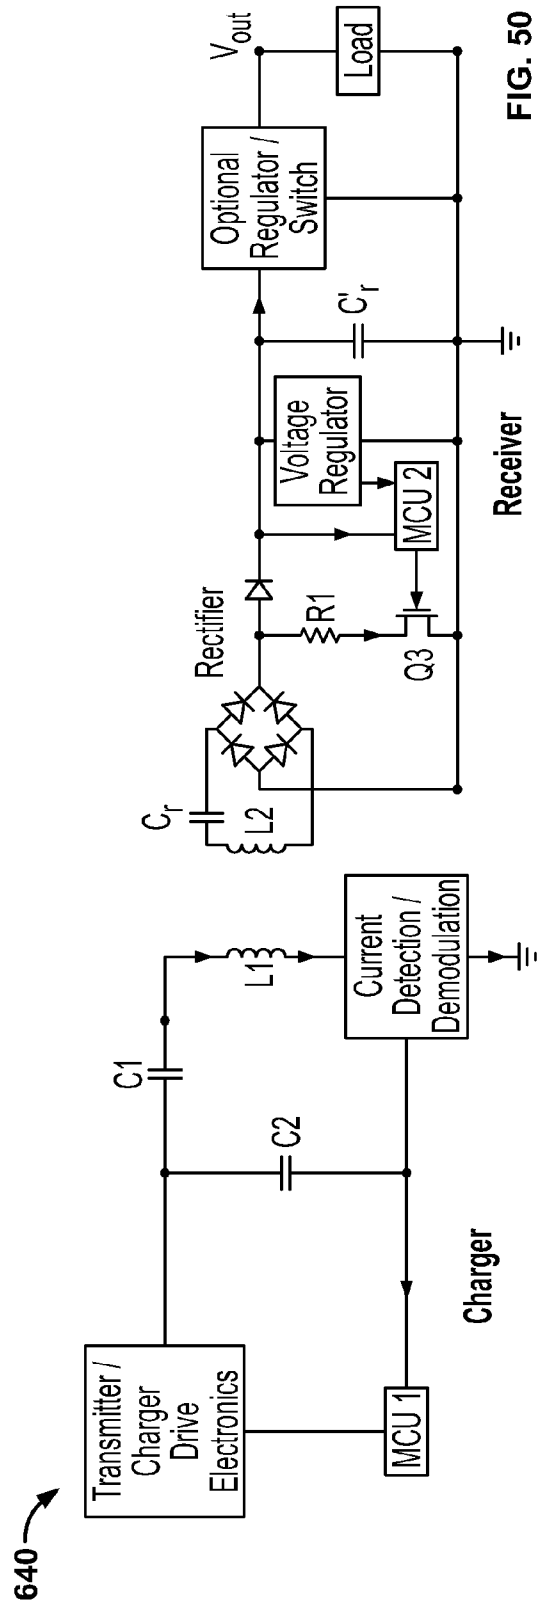 640
Transmitter /
Charger
Drive
Electronics
MCU 1
C1
C2
L1
Current
Detection /
Demodulation
Charger
Cr
L2
Rectifier
R1
Q3
MCU 2
Voltage
Regulator
C'r
Optional
Regulator /
Switch
Vout
Load
Receiver
FIG. 50